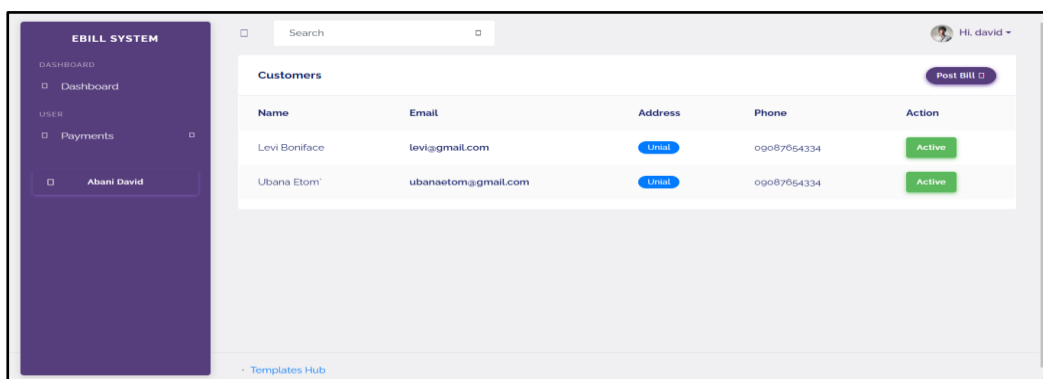 EBILL SYSTEM
DASHBOARD
Dashboard
USER
Payments
Abani David
Search
Hi, david
Customers
Post Bill
Name Email Address Phone Action
Levi Boniface levi@gmail.com Unial 09087654334 Active
Ubana Etom` ubanaetom@gmail.com Unial 09087654334 Active
Templates Hub